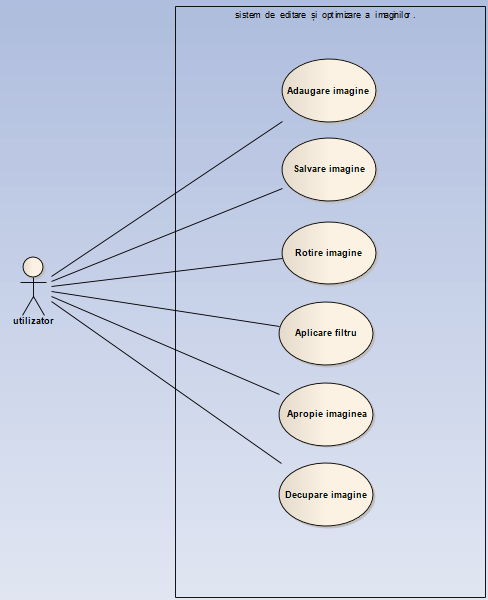 sistem de editare și optimizare a imaginilor.
Adaugare imagine
Salvare imagine
Rotire imagine
utilizator
Aplicare filtru
Apropie imaginea
Decupare imagine